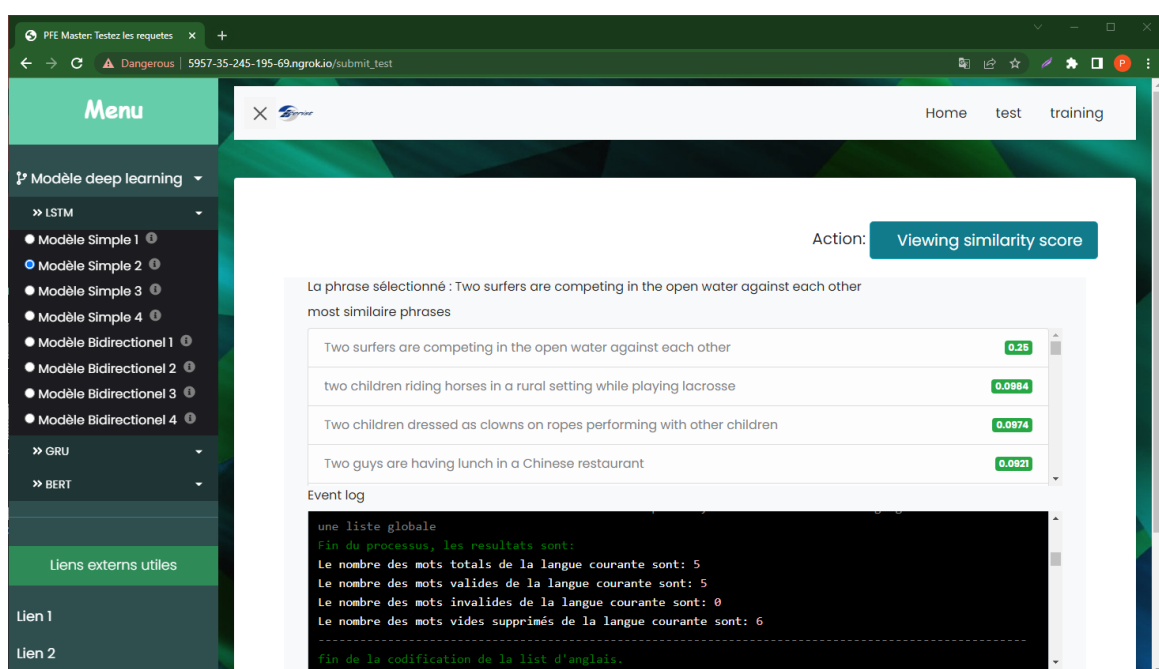 PFE Master: Testez les requetes
Dangerous | 5957-35-245-195-69.ngrok.io/submit_test
P
Menu
Home test training
Modèle deep learning
LSTM
Modèle Simple 1
Modèle Simple 2
Modèle Simple 3
Modèle Simple 4
Modèle Bidirectionel 1
Modèle Bidirectionel 2
Modèle Bidirectionel 3
Modèle Bidirectionel 4
GRU
BERT
Liens externs utiles
Lien 1
Lien 2
Action: Viewing similarity score
La phrase sélectionné : Two surfers are competing in the open water against each other
most similaire phrases
Two surfers are competing in the open water against each other 0.25
two children riding horses in a rural setting while playing lacrosse 0.0984
Two children dressed as clowns on ropes performing with other children 0.0974
Two guys are having lunch in a Chinese restaurant 0.0921
Event log
une liste globale
Fin du processus, les resultats sont:
Le nombre des mots totals de la langue courante sont: 5
Le nombre des mots valides de la langue courante sont: 5
Le nombre des mots invalides de la langue courante sont: 0
Le nombre des mots vides supprimés de la langue courante sont: 6
fin de la codification de la list d'anglais.